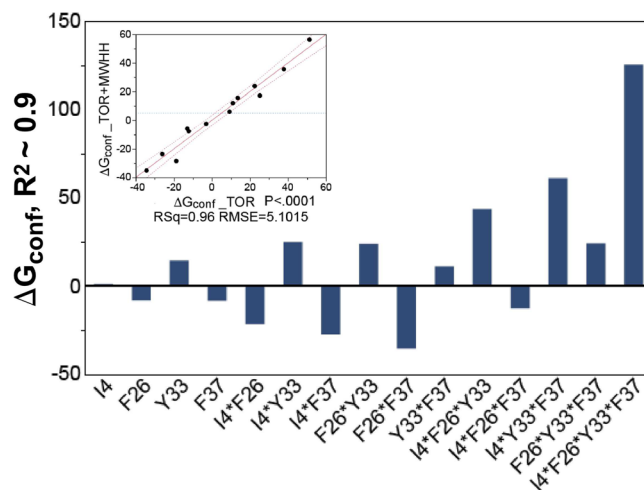 ΔGconf, R² ~ 0.9
150
100
50
0
-50
ΔGconf_TOR+MWHH
60
40
20
0
-20
-40
-40 -20 0 20 40 60
ΔGconf_TOR P<.0001
RSq=0.96 RMSE=5.1015
I4
F26
Y33
F37
I4*F26
I4*Y33
I4*F37
F26*Y33
F26*F37
Y33*F37
I4*F26*Y33
I4*F26*F37
I4*Y33*F37
F26*Y33*F37
I4*F26*Y33*F37